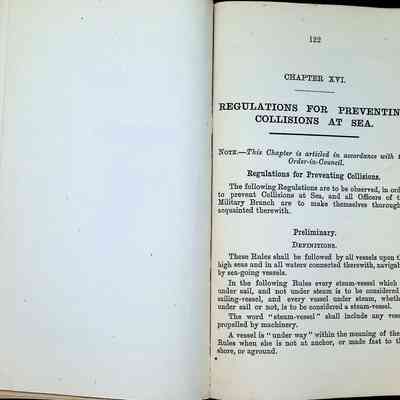 122
CHAPTER XVI.
REGULATIONS FOR PREVENTIN
COLLISIONS AT SEA.
NOTE.—This Chapter is articled in accordance with t
Order-in-Council.
Regulations for Preventing Collisions.
The following Regulations are to be observed, in ord
to prevent Collisions at Sea, and all Officers of t
Military Branch are to make themselves thorough
acquainted therewith.
Preliminary.
DEFINITIONS.
These Rules shall be followed by all vessels upon t
high seas and in all waters connected therewith, navigab
by sea-going vessels.
In the following Rules every steam-vessel which
under sail, and not under steam is to be considered
sailing-vessel, and every vessel under steam, wheth
under sail or not, is to be considered a steam-vessel.
The word "steam-vessel" shall include any vess
propelled by machinery.
A vessel is "under way" within the meaning of the
Rules when she is not at anchor, or made fast to t
shore, or aground.